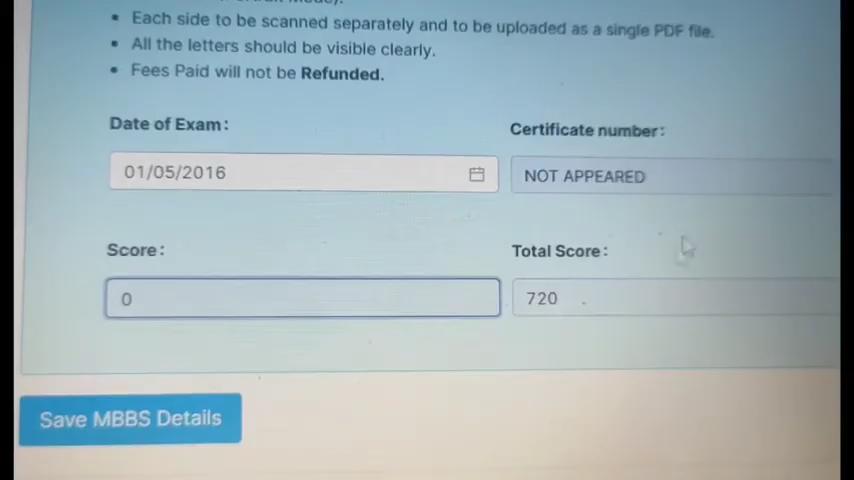 • Each side to be scanned separately and to be uploaded as a single PDF file.
• All the letters should be visible clearly.
• Fees Paid will not be Refunded.
Date of Exam:
Certificate number:
01/05/2016
NOT APPEARED
Score:
Total Score:
0
720
Save MBBS Details